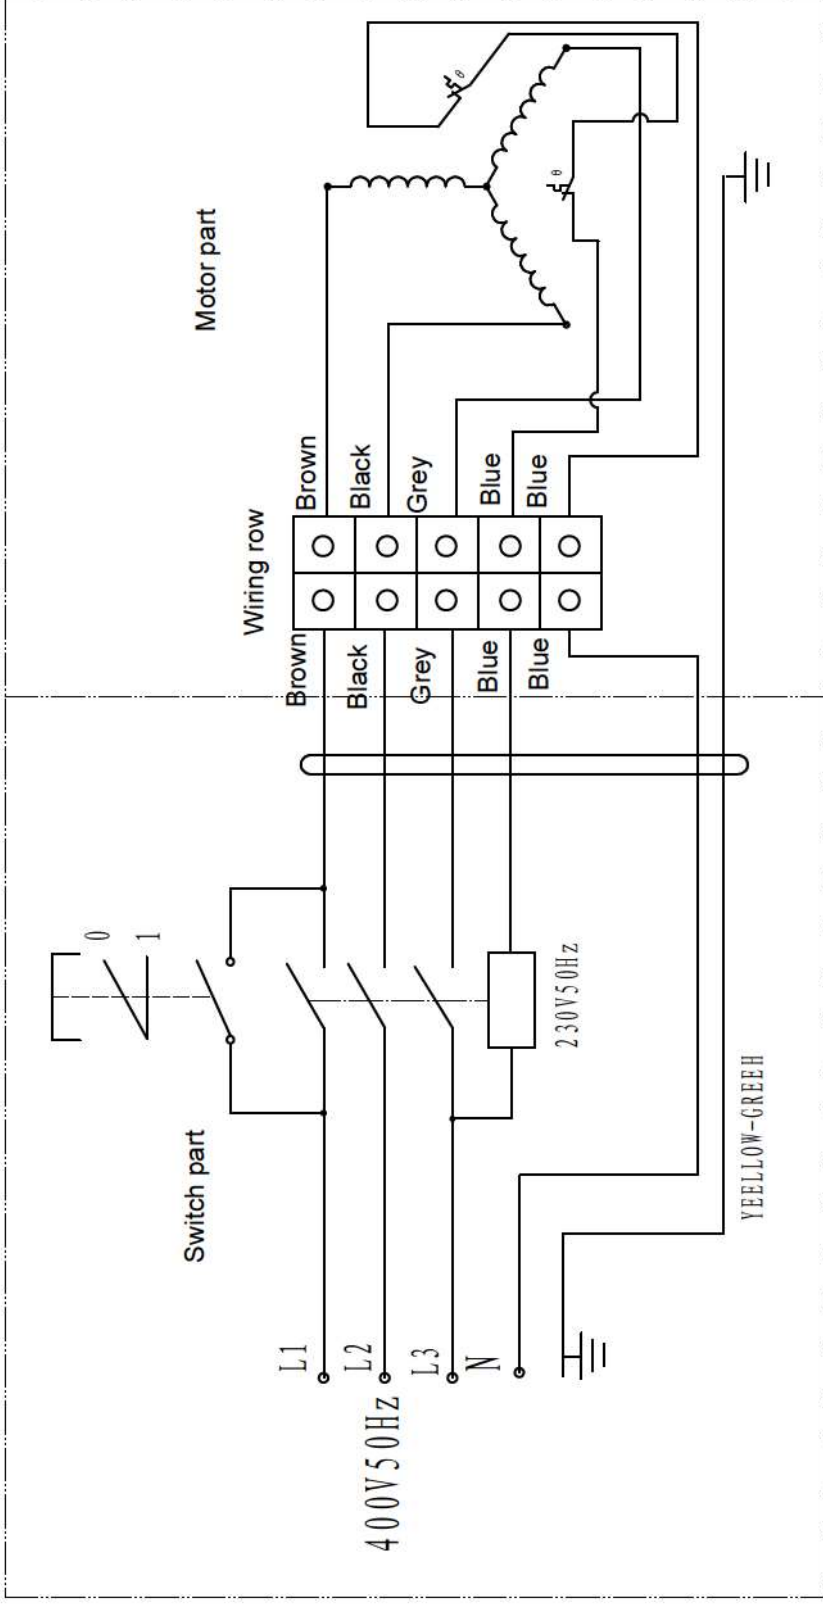 Motor part
Wiring row
Brown
Black
Grey
Blue
Blue
Brown
Black
Grey
Blue
Blue
0
1
230V50Hz
Switch part
YEELLOW-GREEH
L1
L2
L3
N
400V50Hz
θ
θ